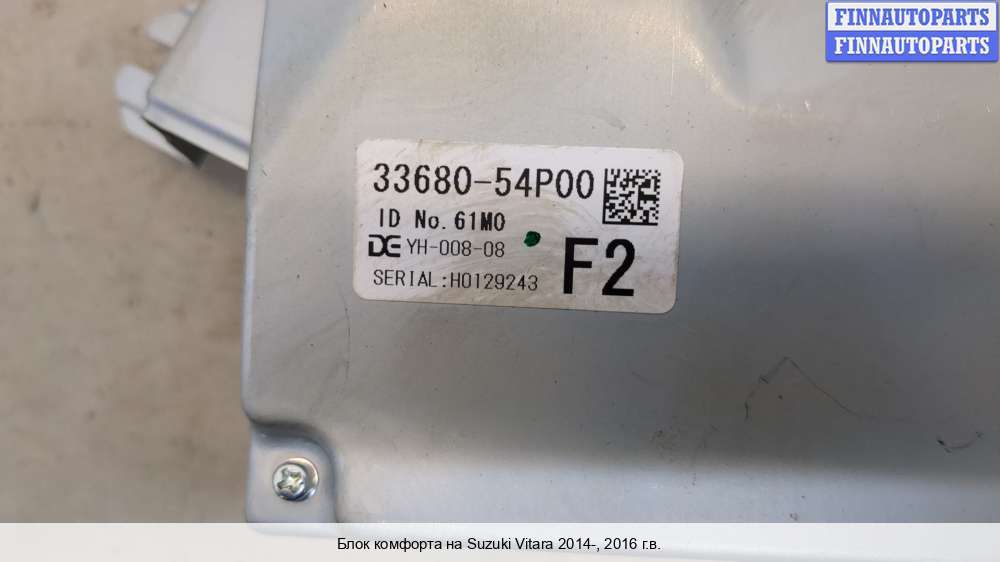 FINNAUTOPARTS
FINNAUTOPARTS
33680-54P00
ID No. 61M0
DE YH-008-08
F2
SERIAL:H0129243
Блок комфорта на Suzuki Vitara 2014-, 2016 г.в.